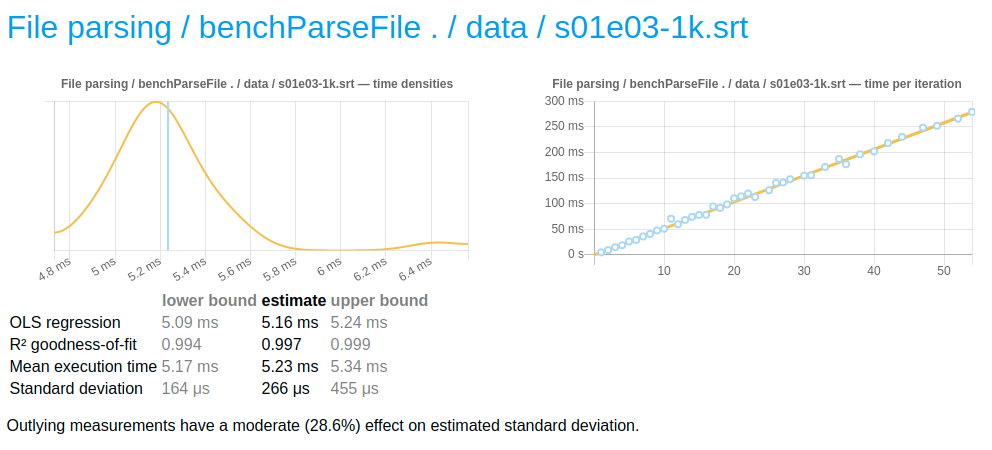 File parsing / benchParseFile . / data / s01e03-1k.srt
File parsing / benchParseFile . / data / s01e03-1k.srt — time densities
4.8 ms 5 ms 5.2 ms 5.4 ms 5.6 ms 5.8 ms 6 ms 6.2 ms 6.4 ms
File parsing / benchParseFile . / data / s01e03-1k.srt — time per iteration
300 ms
250 ms
200 ms
150 ms
100 ms
50 ms
0 s
10 20 30 40 50
lower bound estimate upper bound
OLS regression 5.09 ms 5.16 ms 5.24 ms
R² goodness-of-fit 0.994 0.997 0.999
Mean execution time 5.17 ms 5.23 ms 5.34 ms
Standard deviation 164 μs 266 μs 455 μs
Outlying measurements have a moderate (28.6%) effect on estimated standard deviation.